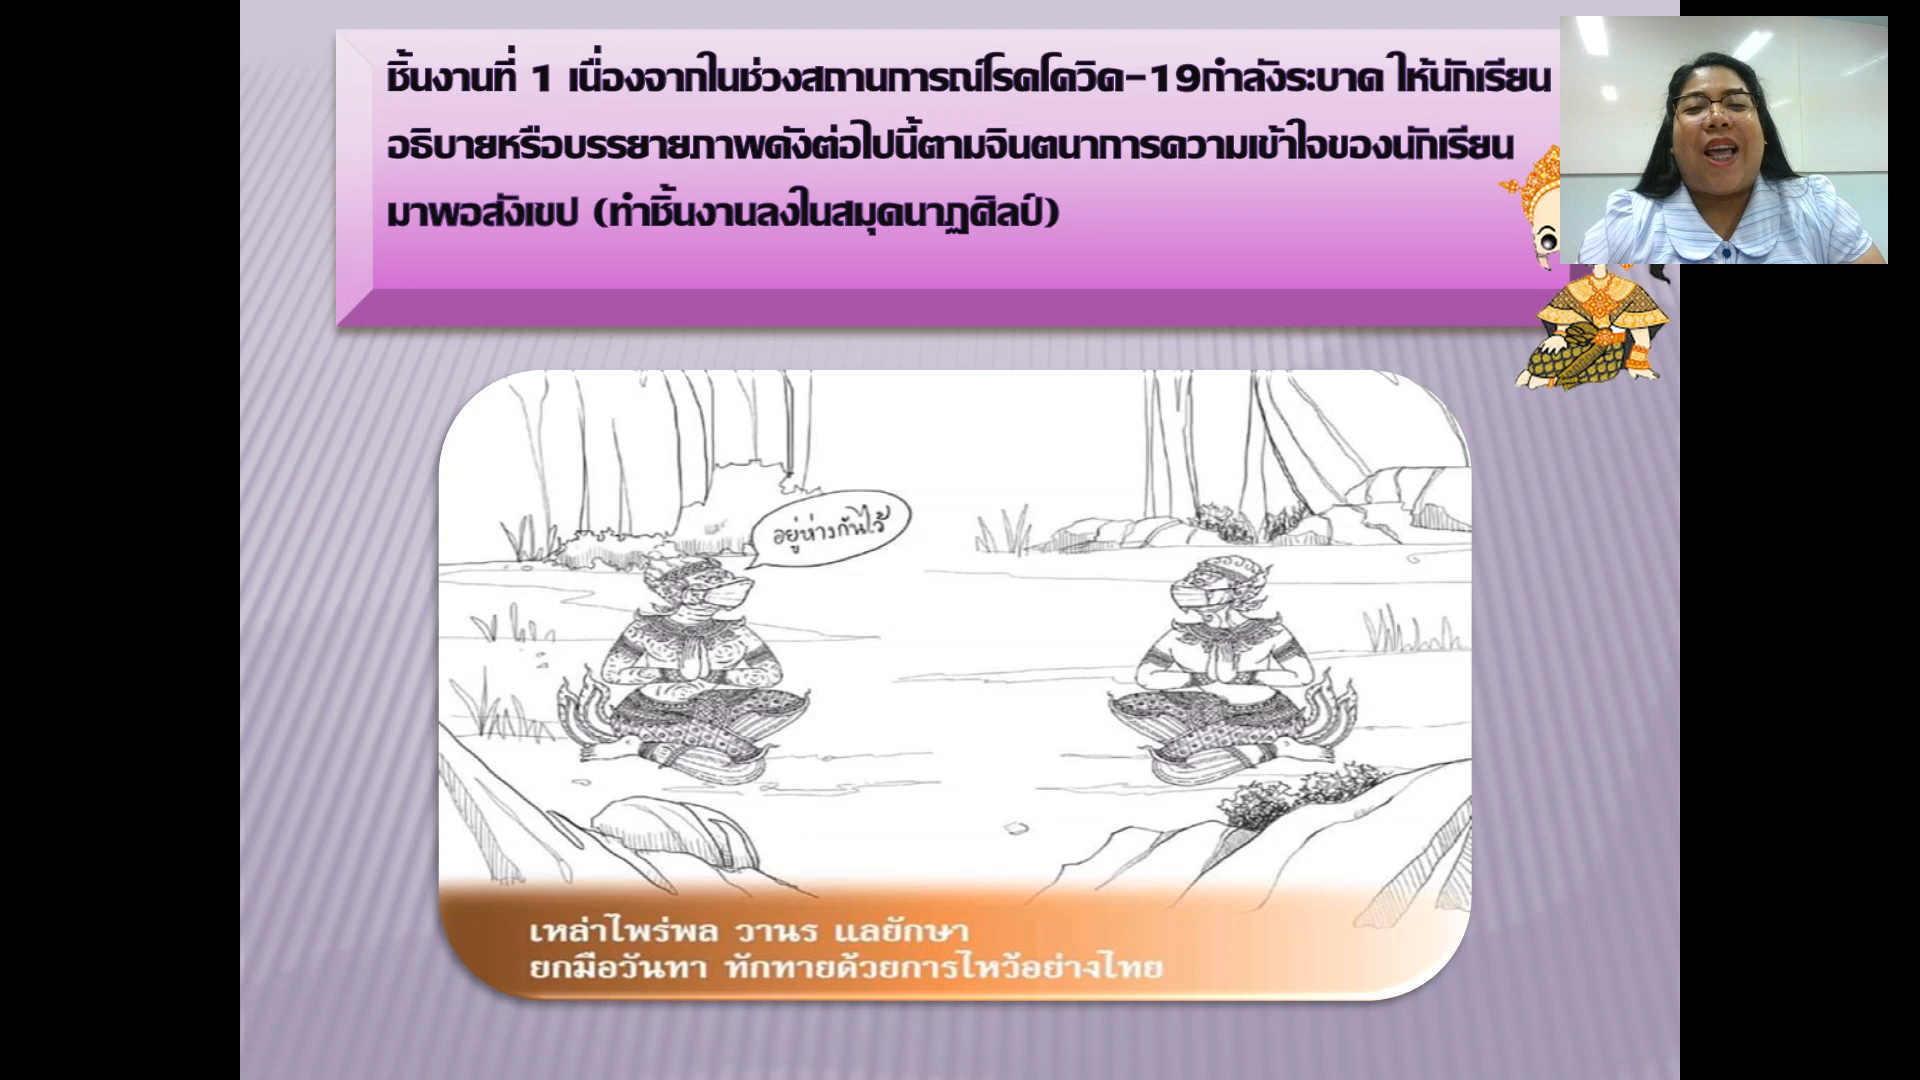 ชิ้นงานที่ 1 เนื่องจากในช่วงสถานการณ์โรคโควิด-19กำลังระบาด ให้นักเรียน
อธิบายหรือบรรยายภาพดังต่อไปนี้ตามจินตนาการความเข้าใจของนักเรียน
มาพอสังเขป (ทำชิ้นงานลงในสมุดนาฏศิลป์)
อยู่ห่างกันไว้
เหล่าไพร่พล วานร แลยักษา
ยกมือวันทา ทักทายด้วยการไหว้อย่างไทย